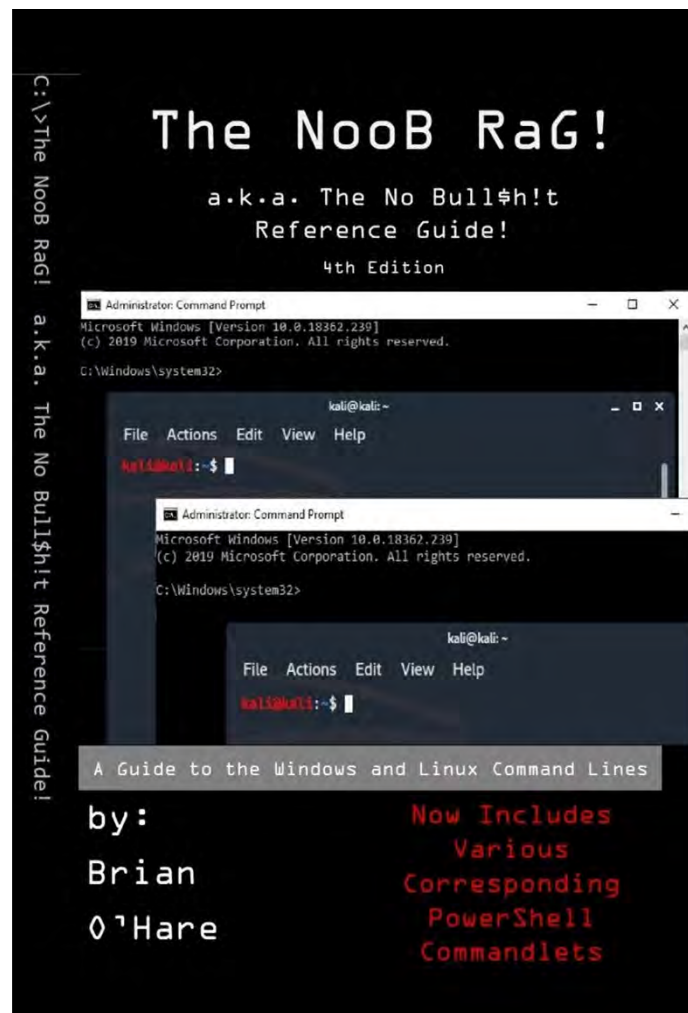 C:\>The NooB RaG! a.k.a. The No Bull$h!t Reference Guide!
The NooB RaG!
a.k.a. The No Bull$h!t
Reference Guide!
4th Edition
Administrator: Command Prompt
Microsoft Windows [Version 10.0.18362.239]
(c) 2019 Microsoft Corporation. All rights reserved.
C:\Windows\system32>
kali@kali: ~
File Actions Edit View Help
kali@kali:~$
Administrator: Command Prompt
Microsoft Windows [Version 10.0.18362.239]
(c) 2019 Microsoft Corporation. All rights reserved.
C:\Windows\system32>
kali@kali: ~
File Actions Edit View Help
kali@kali:~$
A Guide to the Windows and Linux Command Lines
by:
Brian
O'Hare
Now Includes
Various
Corresponding
PowerShell
Commandlets